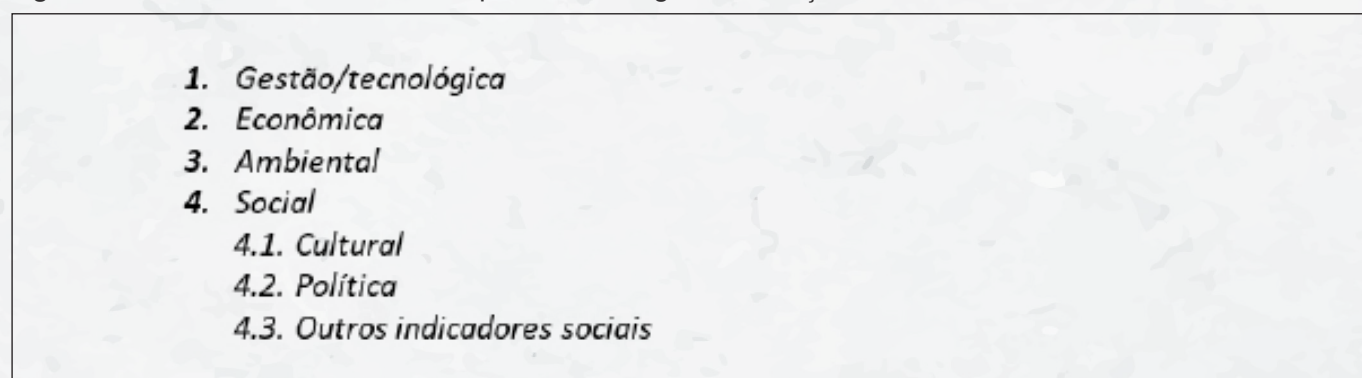 1. Gestão/tecnológica
2. Econômica
3. Ambiental
4. Social
4.1. Cultural
4.2. Política
4.3. Outros indicadores sociais